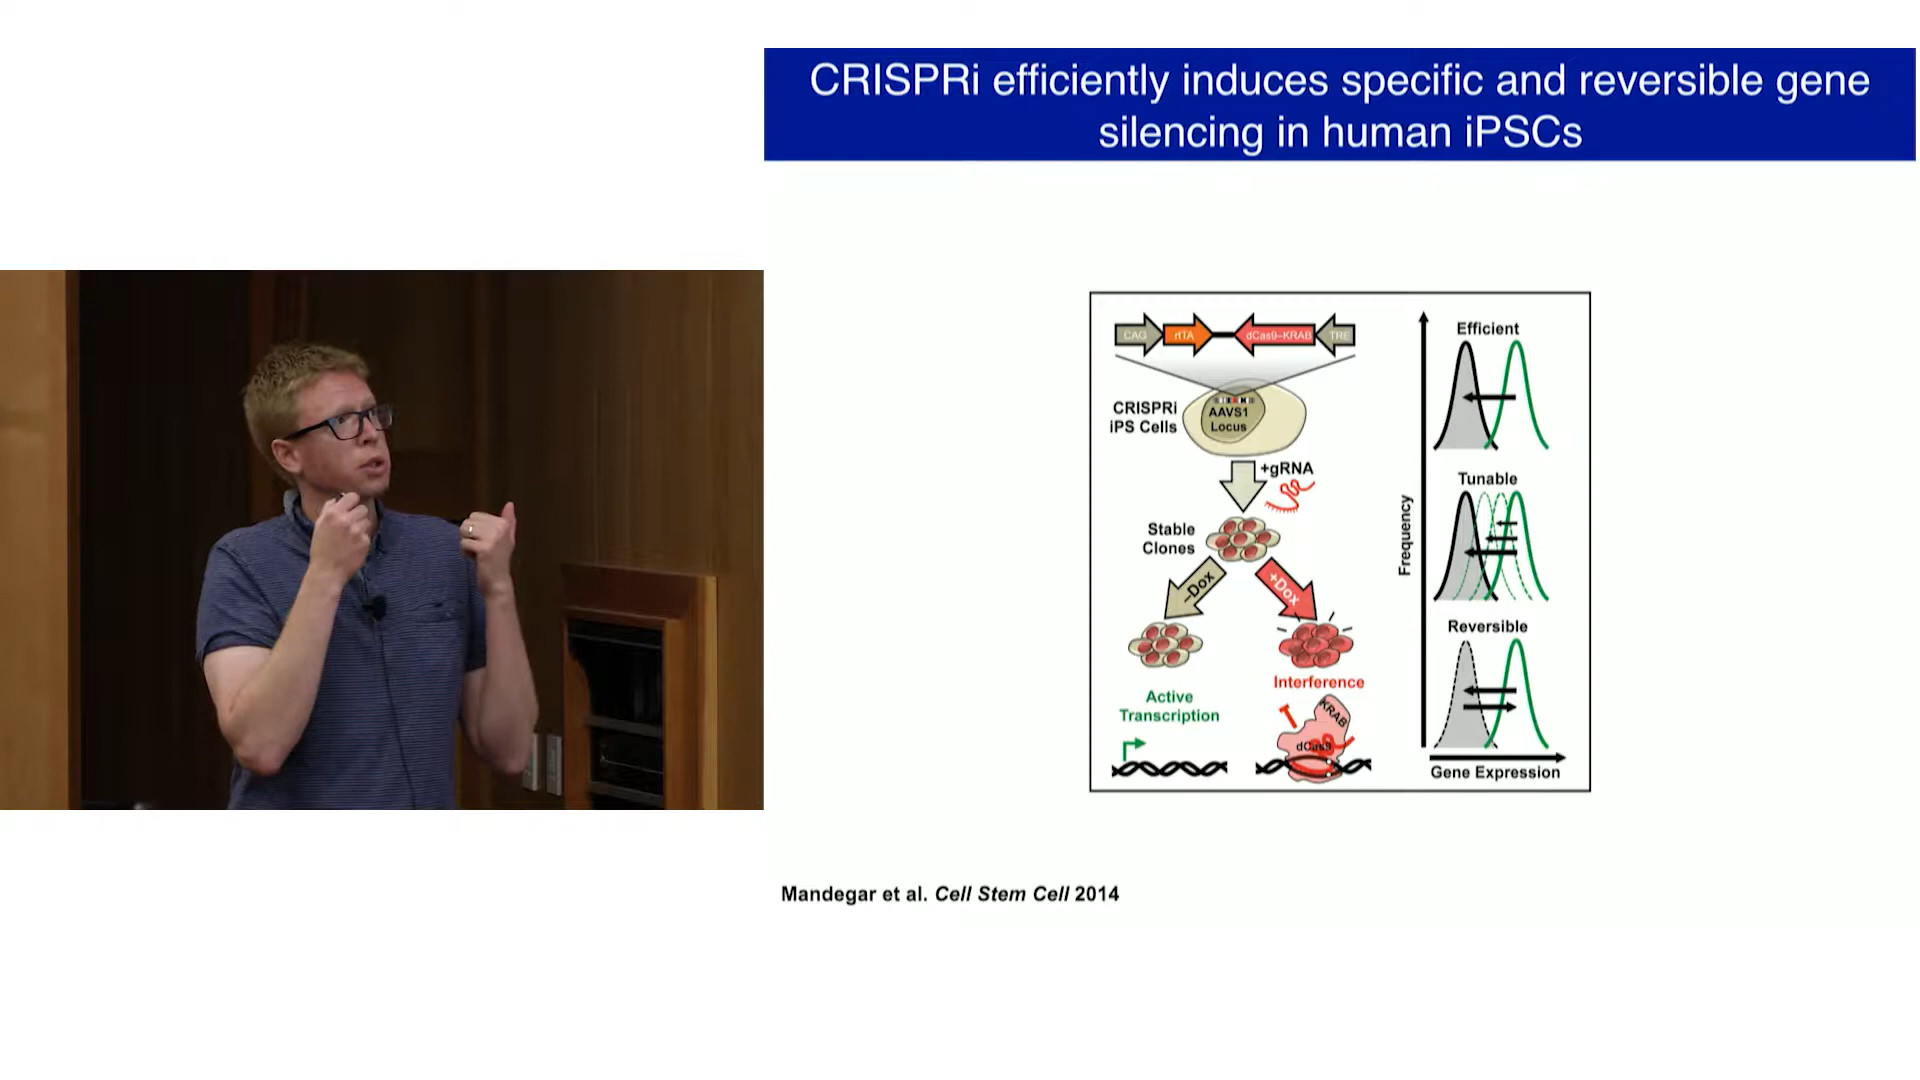 CRISPRi efficiently induces specific and reversible gene
silencing in human iPSCs
CAG
rtTA
dCas9–KRAB
TRE
CRISPRi
iPS Cells
AAVS1
Locus
+gRNA
Stable
Clones
–Dox
+Dox
Active
Transcription
Interference
KRAB
dCas9
Frequency
Efficient
Tunable
Reversible
Gene Expression
Mandegar et al. Cell Stem Cell 2014